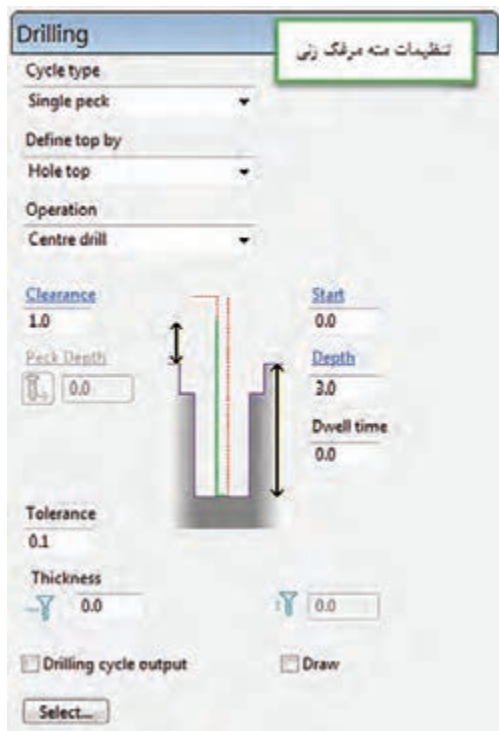 Drilling
تنظیمات مته مرغک زنی
Cycle type
Single peck
Define top by
Hole top
Operation
Centre drill
Clearance
1.0
Start
0.0
Peck Depth
0.0
Depth
3.0
Dwell time
0.0
Tolerance
0.1
Thickness
0.0
0.0
Drilling cycle output
Draw
Select...